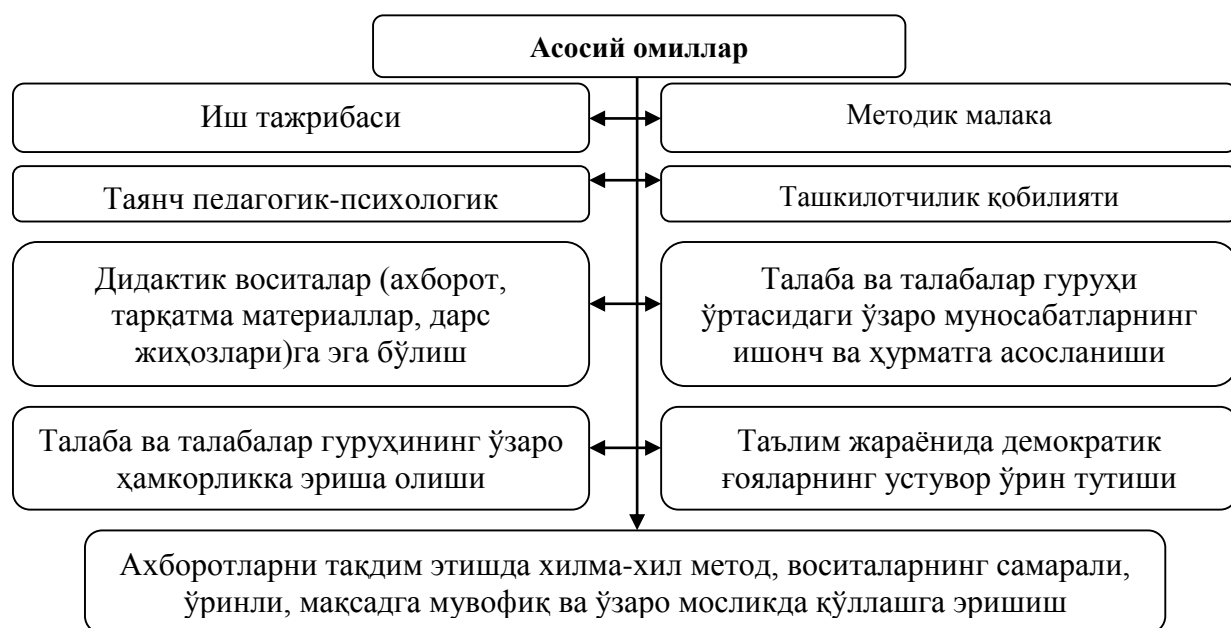 Асосий омиллар
Иш тажрибаси
Методик малака
Таянч педагогик-психологик
Ташкилотчилик қобилияти
Дидактик воситалар (ахборот,
тарқатма материаллар, дарс
жиҳозлари)га эга бўлиш
Талаба ва талабалар гуруҳи
ўртасидаги ўзаро муносабатларнинг
ишонч ва ҳурматга асосланиши
Талаба ва талабалар гуруҳининг ўзаро
ҳамкорликка эриша олиши
Таълим жараёнида демократик
ғояларнинг устувор ўрин тутиши
Ахборотларни тақдим этишда хилма-хил метод, воситаларнинг самарали,
ўринли, мақсадга мувофиқ ва ўзаро мосликда қўллашга эришиш